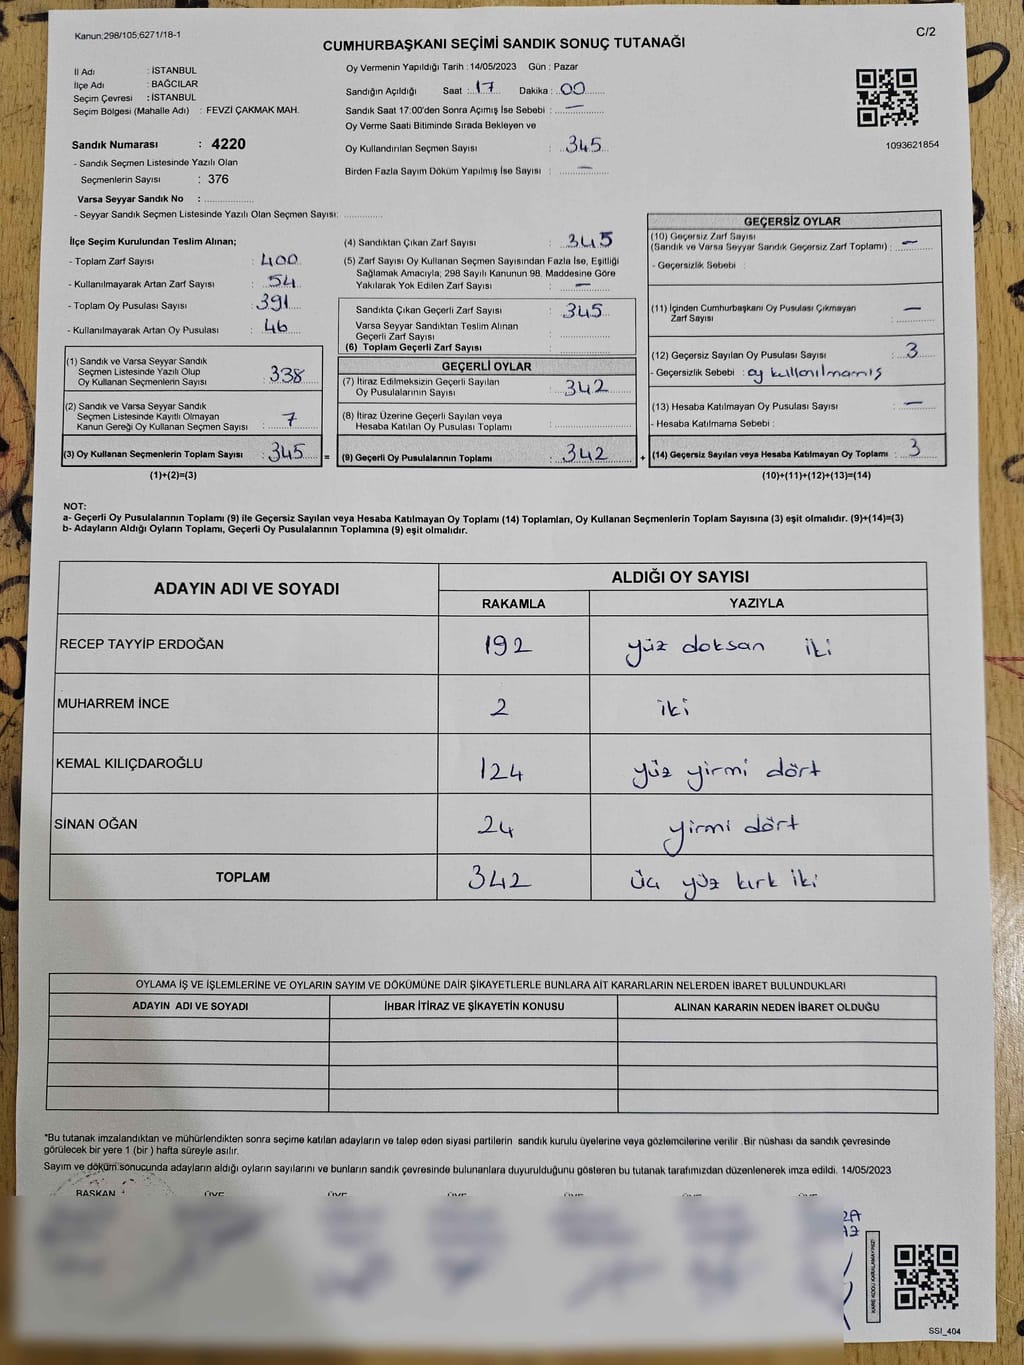 Kanun:298/105;6271/18-1
C/2
CUMHURBAŞKANI SEÇİMİ SANDIK SONUÇ TUTANAĞI
İl Adı : İSTANBUL
İlçe Adı : BAĞCILAR
Seçim Çevresi : İSTANBUL
Seçim Bölgesi (Mahalle Adı) : FEVZİ ÇAKMAK MAH.
Sandık Numarası : 4220
- Sandık Seçmen Listesinde Yazılı Olan
Seçmenlerin Sayısı : 376
Varsa Seyyar Sandık No : ..................
- Seyyar Sandık Seçmen Listesinde Yazılı Olan Seçmen Sayısı: .............
Oy Vermenin Yapıldığı Tarih :14/05/2023 Gün : Pazar
Sandığın Açıldığı Saat : 17 Dakika : 00
Sandık Saat 17:00'den Sonra Açımış İse Sebebi : —
Oy Verme Saati Bitiminde Sırada Bekleyen ve
Oy Kullandırılan Seçmen Sayısı : 345
Birden Fazla Sayım Döküm Yapılmış İse Sayısı : —
1093621854
İlçe Seçim Kurulundan Teslim Alınan;
- Toplam Zarf Sayısı : 400
- Kullanılmayarak Artan Zarf Sayısı : 54
- Toplam Oy Pusulası Sayısı : 391
- Kullanılmayarak Artan Oy Pusulası : 46
(1) Sandık ve Varsa Seyyar Sandık
Seçmen Listesinde Yazılı Olup
Oy Kullanan Seçmenlerin Sayısı : 338
(2) Sandık ve Varsa Seyyar Sandık
Seçmen Listesinde Kayıtlı Olmayan
Kanun Gereği Oy Kullanan Seçmen Sayısı : 7
(3) Oy Kullanan Seçmenlerin Toplam Sayısı : 345 =
(1)+(2)=(3)
(4) Sandıktan Çıkan Zarf Sayısı : 345
(5) Zarf Sayısı Oy Kullanan Seçmen Sayısından Fazla İse, Eşitliği
Sağlamak Amacıyla; 298 Sayılı Kanunun 98. Maddesine Göre
Yakılarak Yok Edilen Zarf Sayısı : —
Sandıkta Çıkan Geçerli Zarf Sayısı : 345
Varsa Seyyar Sandıktan Teslim Alınan
Geçerli Zarf Sayısı :
(6) Toplam Geçerli Zarf Sayısı :
GEÇERLİ OYLAR
(7) İtiraz Edilmeksizin Geçerli Sayılan
Oy Pusulalarının Sayısı : 342
(8) İtiraz Üzerine Geçerli Sayılan veya
Hesaba Katılan Oy Pusulası Toplamı :
(9) Geçerli Oy Pusulalarının Toplamı : 342 +
GEÇERSİZ OYLAR
(10) Geçersiz Zarf Sayısı
(Sandık ve Varsa Seyyar Sandık Geçersiz Zarf Toplamı) : —
- Geçersizlik Sebebi :
(11) İçinden Cumhurbaşkanı Oy Pusulası Çıkmayan
Zarf Sayısı : —
(12) Geçersiz Sayılan Oy Pusulası Sayısı : 3
- Geçersizlik Sebebi : oy kullanılmamış
(13) Hesaba Katılmayan Oy Pusulası Sayısı : —
- Hesaba Katılmama Sebebi :
(14) Geçersiz Sayılan veya Hesaba Katılmayan Oy Toplamı : 3
(10)+(11)+(12)+(13)=(14)
NOT:
a- Geçerli Oy Pusulalarının Toplamı (9) ile Geçersiz Sayılan veya Hesaba Katılmayan Oy Toplamı (14) Toplamları, Oy Kullanan Seçmenlerin Toplam Sayısına (3) eşit olmalıdır. (9)+(14)=(3)
b- Adayların Aldığı Oyların Toplamı, Geçerli Oy Pusulalarının Toplamına (9) eşit olmalıdır.
ADAYIN ADI VE SOYADI ALDIĞI OY SAYISI
RAKAMLA YAZIYLA
RECEP TAYYİP ERDOĞAN 192 yüz doksan iki
MUHARREM İNCE 2 iki
KEMAL KILIÇDAROĞLU 124 yüz yirmi dört
SİNAN OĞAN 24 yirmi dört
TOPLAM 342 üç yüz kırk iki
OYLAMA İŞ VE İŞLEMLERİNE VE OYLARIN SAYIM VE DÖKÜMÜNE DAİR ŞİKAYETLERLE BUNLARA AİT KARARLARIN NELERDEN İBARET BULUNDUKLARI
ADAYIN ADI VE SOYADI İHBAR İTİRAZ VE ŞİKAYETİN KONUSU ALINAN KARARIN NEDEN İBARET OLDUĞU
*Bu tutanak imzalandıktan ve mühürlendikten sonra seçime katılan adayların ve talep eden siyasi partilerin sandık kurulu üyelerine veya gözlemcilerine verilir .Bir nüshası da sandık çevresinde
görülecek bir yere 1 (bir ) hafta süreyle asılır.
Sayım ve döküm sonucunda adayların aldığı oyların sayılarını ve bunların sandık çevresinde bulunanlara duyurulduğunu gösteren bu tutanak tarafımızdan düzenlenerek imza edildi. 14/05/2023
BAŞKAN ÜYE ÜYE ÜYE ÜYE ÜYE ÜYE
KARE KODU KARALAMAYINIZ!
SSI_404